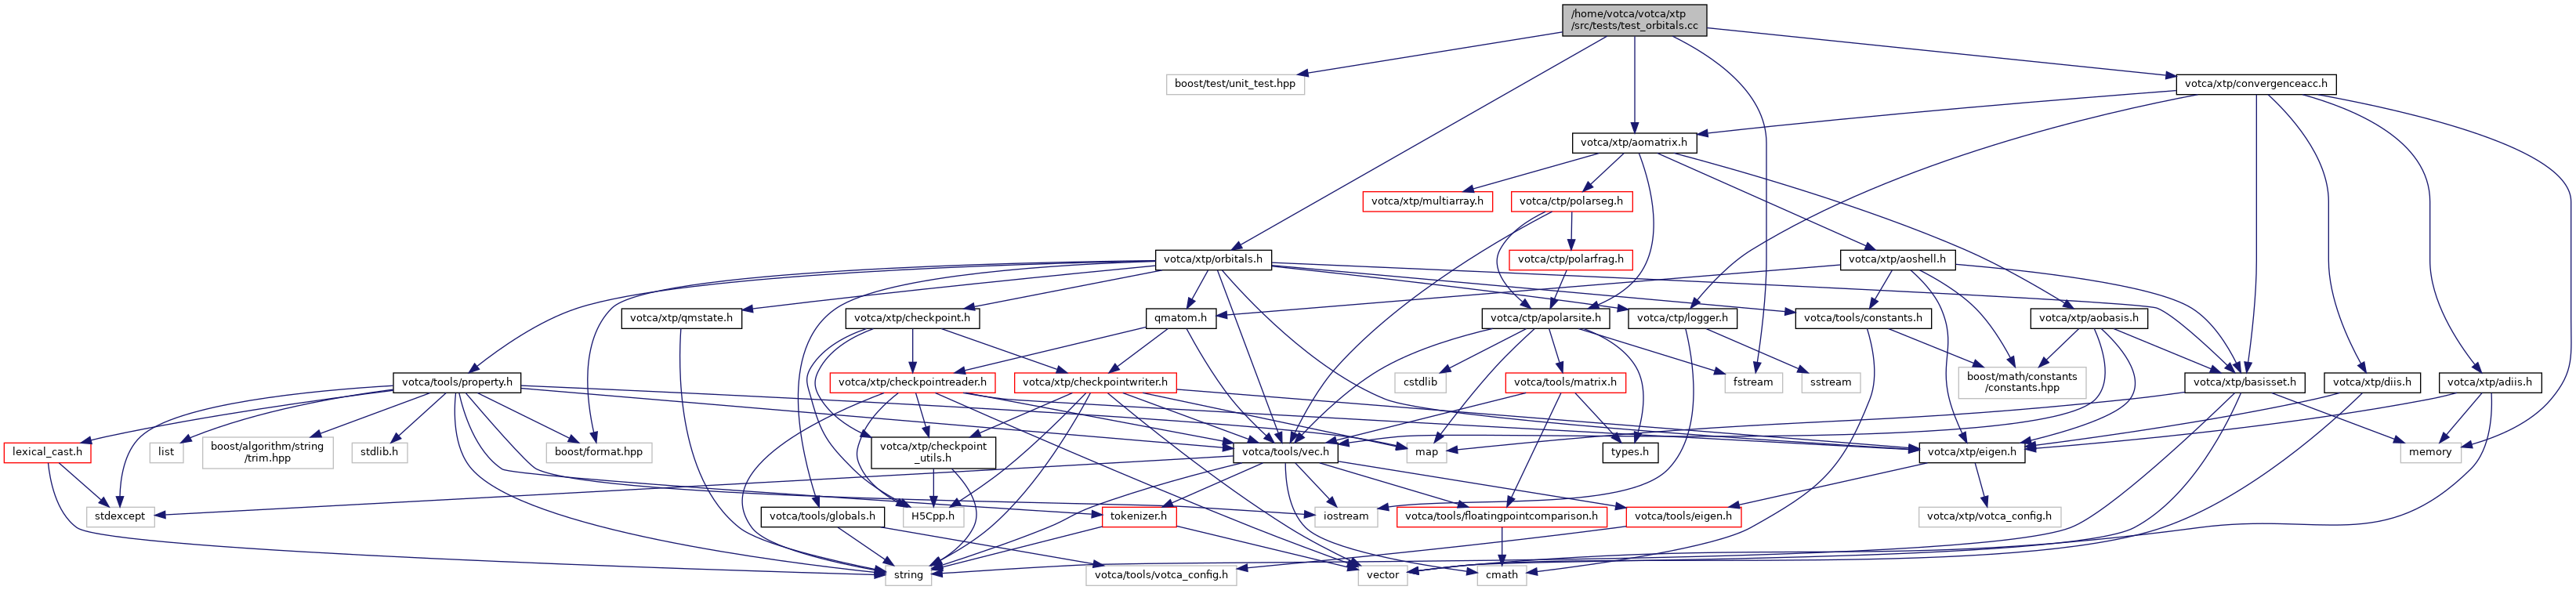 /home/votca/votca/xtp
/src/tests/test_orbitals.cc
boost/test/unit_test.hpp
votca/xtp/convergenceacc.h
votca/xtp/aomatrix.h
votca/xtp/multiarray.h
votca/ctp/polarseg.h
votca/xtp/orbitals.h
votca/ctp/polarfrag.h
votca/xtp/aoshell.h
votca/xtp/qmstate.h
votca/xtp/checkpoint.h
qmatom.h
votca/ctp/apolarsite.h
votca/ctp/logger.h
votca/tools/constants.h
votca/xtp/aobasis.h
votca/tools/property.h
votca/xtp/checkpointreader.h
votca/xtp/checkpointwriter.h
cstdlib
votca/tools/matrix.h
fstream
sstream
boost/math/constants
/constants.hpp
votca/xtp/basisset.h
votca/xtp/diis.h
votca/xtp/adiis.h
lexical_cast.h
list
boost/algorithm/string
/trim.hpp
stdlib.h
boost/format.hpp
votca/xtp/checkpoint
_utils.h
votca/tools/vec.h
map
types.h
votca/xtp/eigen.h
memory
stdexcept
votca/tools/globals.h
H5Cpp.h
tokenizer.h
iostream
votca/tools/floatingpointcomparison.h
votca/tools/eigen.h
votca/xtp/votca_config.h
string
votca/tools/votca_config.h
vector
cmath